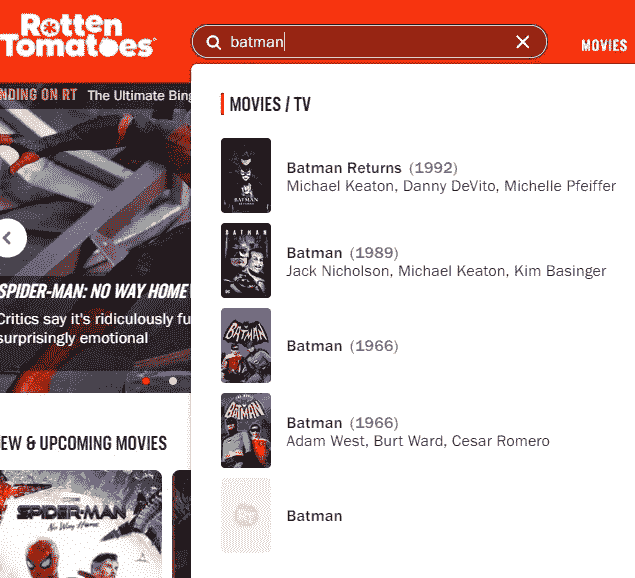 Rotten
Tomatoes
batman
MOVIES
NDING ON RT The Ultimate Bing
MOVIES / TV
Batman Returns (1992)
Michael Keaton, Danny DeVito, Michelle Pfeiffer
BATMAN
RETURNS
BATMAN
Batman (1989)
Jack Nicholson, Michael Keaton, Kim Basinger
SPIDER-MAN: NO WAY HOME
Critics say it's ridiculously fu
surprisingly emotional
BATMAN
Batman (1966)
BATMAN
Batman (1966)
Adam West, Burt Ward, Cesar Romero
EW & UPCOMING MOVIES
SPIDER-MAN
No Way Home
Batman